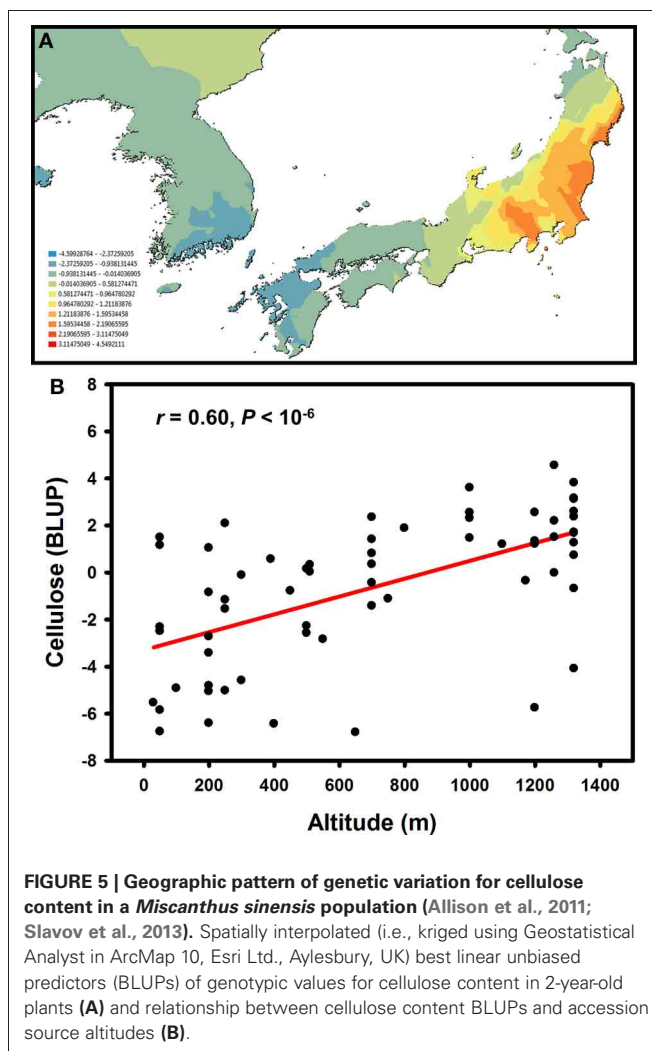 A
-4.59928764 - -2.37259205
-2.37259205 - -0.938131445
-0.938131445 - -0.014036905
-0.014036905 - 0.581274471
0.581274471 - 0.964780292
0.964780292 - 1.21183876
1.21183876 - 1.59534458
1.59534458 - 2.19065595
2.19065595 - 3.11475049
3.11475049 - 4.5492111
B
r = 0.60, P < 10-6
8
6
4
2
0
-2
-4
-6
-8
Cellulose (BLUP)
0 200 400 600 800 1000 1200 1400
Altitude (m)
FIGURE 5 | Geographic pattern of genetic variation for cellulose
content in a Miscanthus sinensis population (Allison et al., 2011;
Slavov et al., 2013). Spatially interpolated (i.e., kriged using Geostatistical
Analyst in ArcMap 10, Esri Ltd., Aylesbury, UK) best linear unbiased
predictors (BLUPs) of genotypic values for cellulose content in 2-year-old
plants (A) and relationship between cellulose content BLUPs and accession
source altitudes (B).